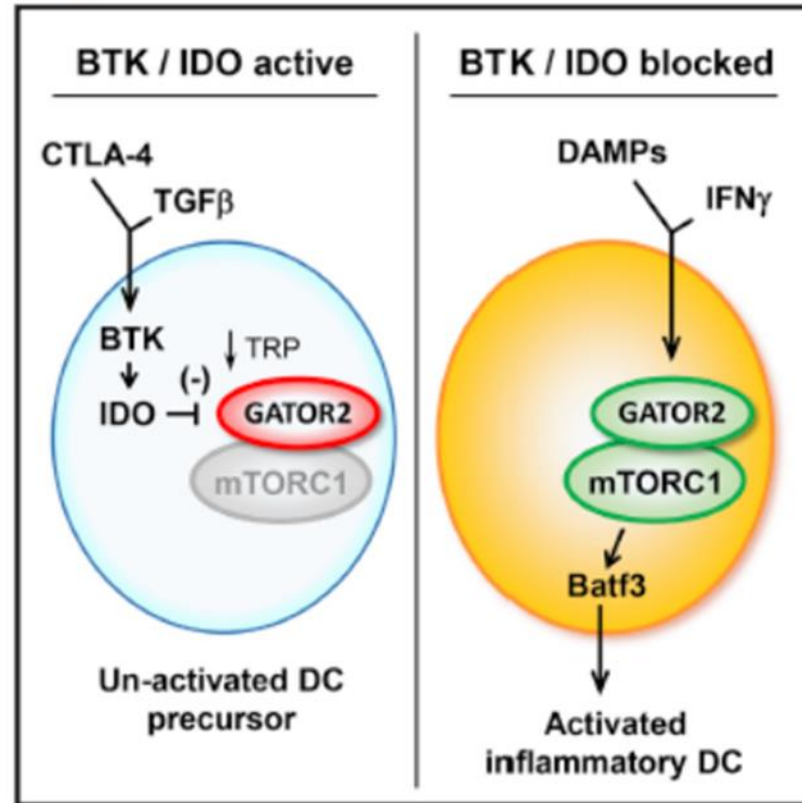 BTK / IDO active
CTLA-4
TGFβ
BTK
↓ TRP
(-)
IDO
GATOR2
mTORC1
Un-activated DC
precursor
BTK / IDO blocked
DAMPs
IFNγ
GATOR2
mTORC1
Batf3
Activated
inflammatory DC